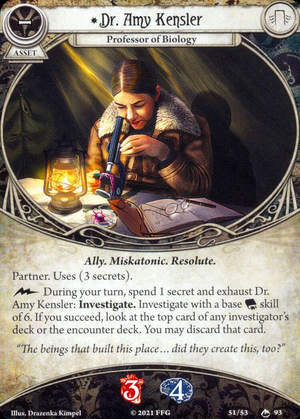 *Dr. Amy Kensler
ASSET
Professor of Biology
Ally. Miskatonic. Resolute.
Partner. Uses (3 secrets).
During your turn, spend 1 secret and exhaust Dr.
Amy Kensler: Investigate. Investigate with a base skill
of 6. If you succeed, look at the top card of any investigator's
deck or the encounter deck. You may discard that card.
“The beings that built this place… did they create this, too?”
3
4
Illus. Drazenka Kimpel
© 2021 FFG
51/53
93